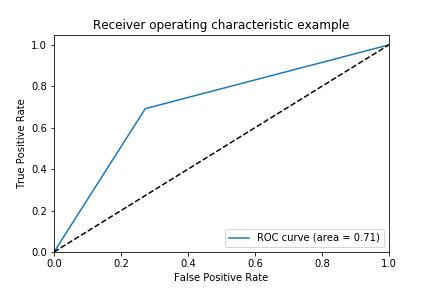 Receiver operating characteristic example
True Positive Rate
1.0
0.8
0.6
0.4
0.2
0.0
ROC curve (area = 0.71)
0.0 0.2 0.4 0.6 0.8 1.0
False Positive Rate